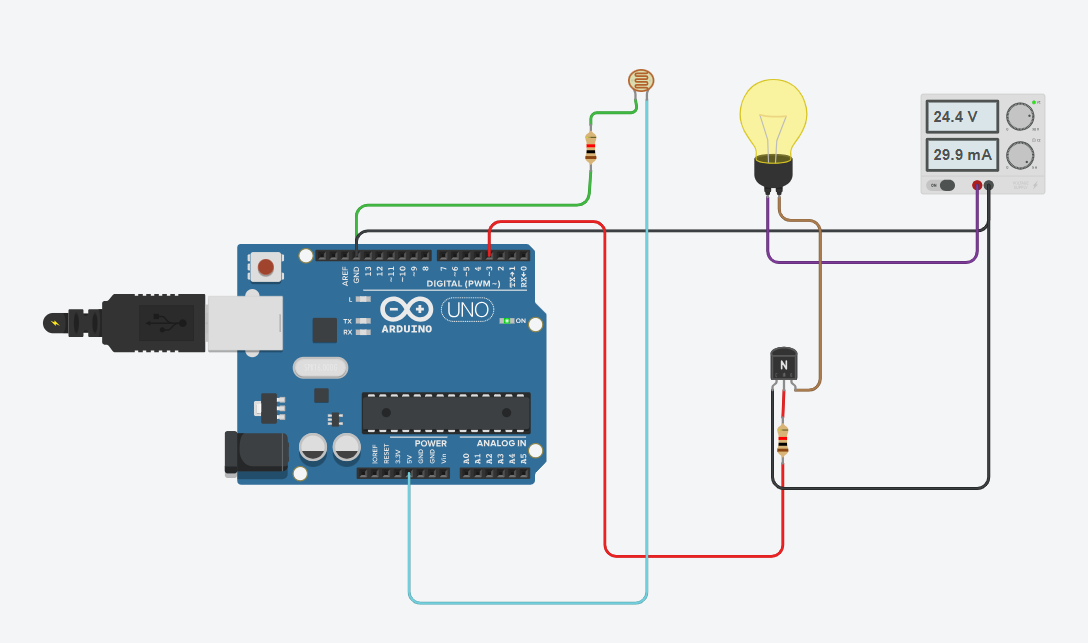 24.4 V
29.9 mA
ON
N
AREF
GND
13
12
~11
~10
~9
8
7
~6
~5
4
~3
2
TX→1
RX←0
DIGITAL (PWM~)
L
TX
RX
ARDUINO
UNO
ON
POWER
ANALOG IN
IOREF
RESET
3.3V
5V
GND
GND
Vin
A0
A1
A2
A3
A4
A5